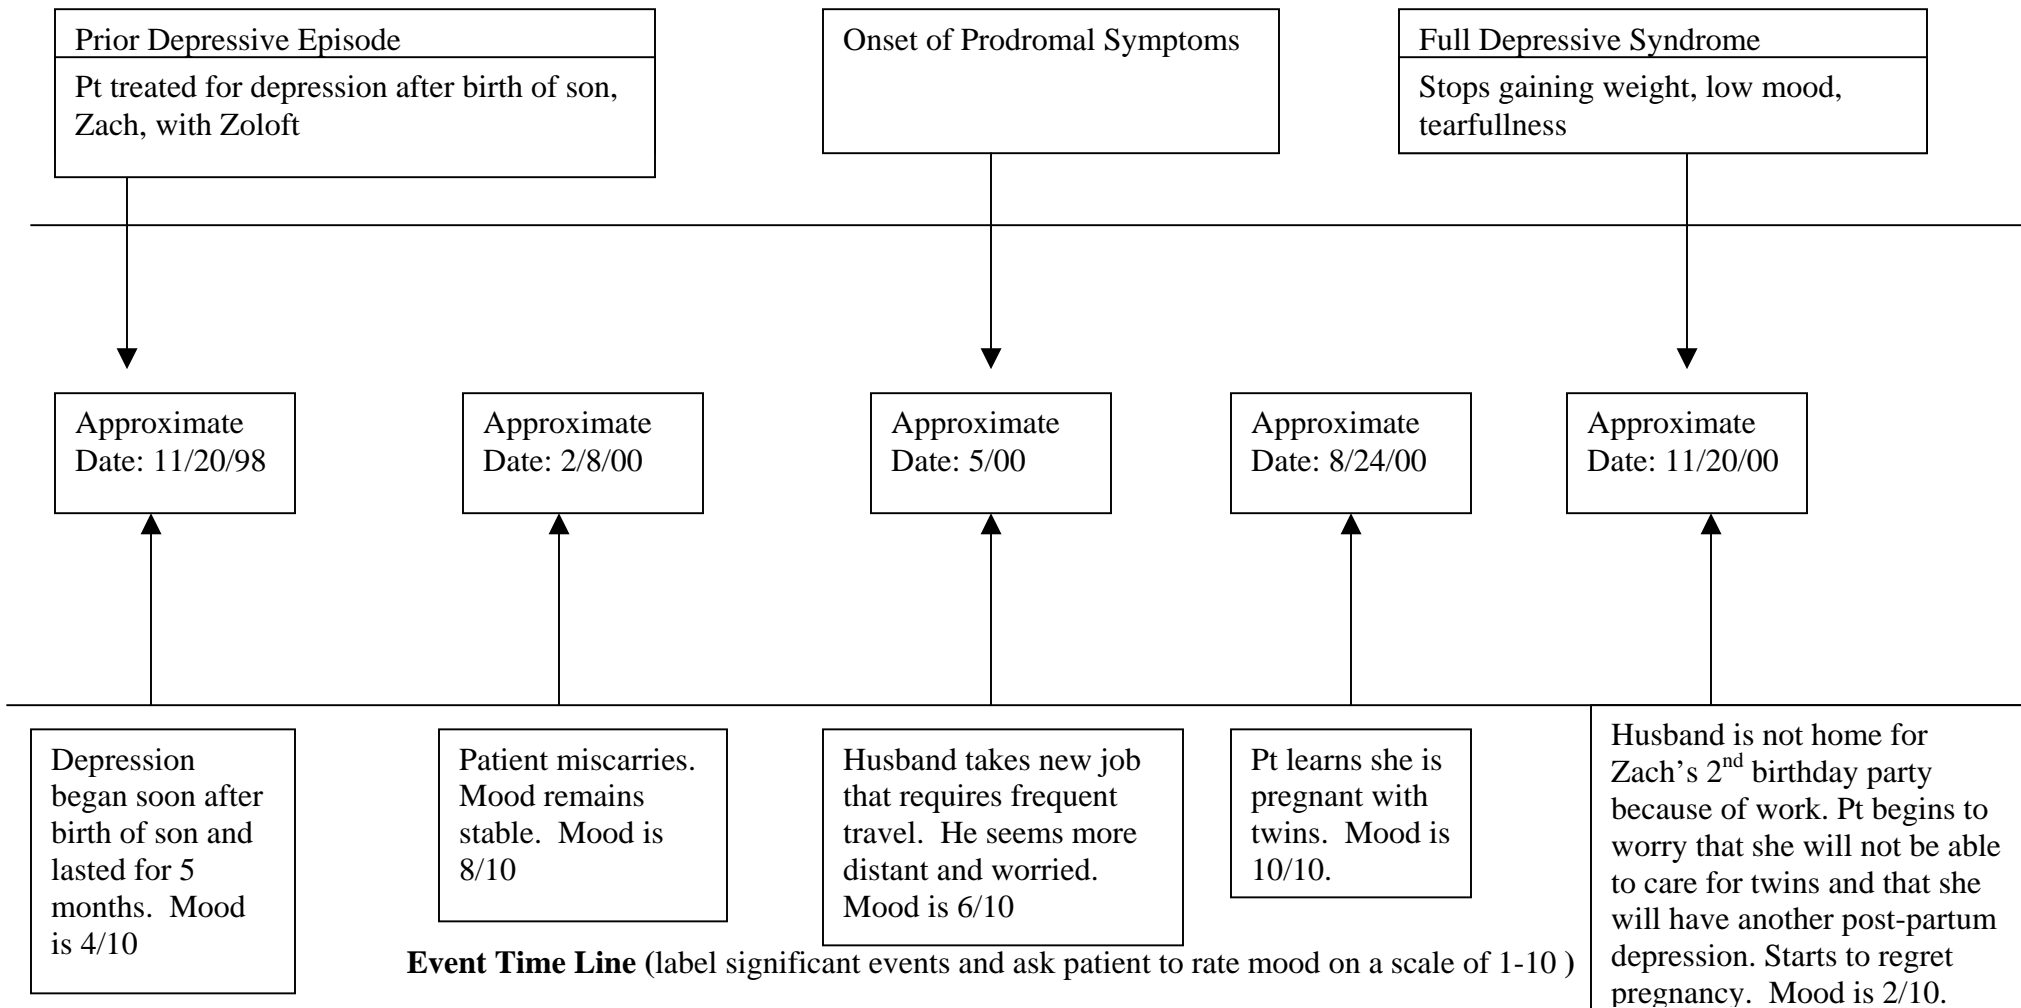 Prior Depressive Episode
Pt treated for depression after birth of son,
Zach, with Zoloft
Onset of Prodromal Symptoms
Full Depressive Syndrome
Stops gaining weight, low mood,
tearfullness
Approximate
Date: 11/20/98
Approximate
Date: 2/8/00
Approximate
Date: 5/00
Approximate
Date: 8/24/00
Approximate
Date: 11/20/00
Depression
began soon after
birth of son and
lasted for 5
months.  Mood
is 4/10
Patient miscarries.
Mood remains
stable.  Mood is
8/10
Husband takes new job
that requires frequent
travel.  He seems more
distant and worried.
Mood is 6/10
Pt learns she is
pregnant with
twins.  Mood is
10/10.
Husband is not home for
Zach’s 2nd birthday party
because of work. Pt begins to
worry that she will not be able
to care for twins and that she
will have another post-partum
depression. Starts to regret
pregnancy.  Mood is 2/10.
Event Time Line (label significant events and ask patient to rate mood on a scale of 1-10 )